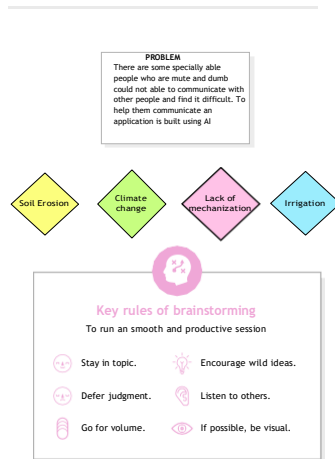 PROBLEM
There are some specially able
people who are mute and dumb
could not able to communicate with
other people and find it difficult. To
help them communicate an
application is built using AI
Soil Erosion
Climate
change
Lack of
mechanization
Irrigation
Key rules of brainstorming
To run an smooth and productive session
Stay in topic.
Encourage wild ideas.
Defer judgment.
Listen to others.
Go for volume.
If possible, be visual.